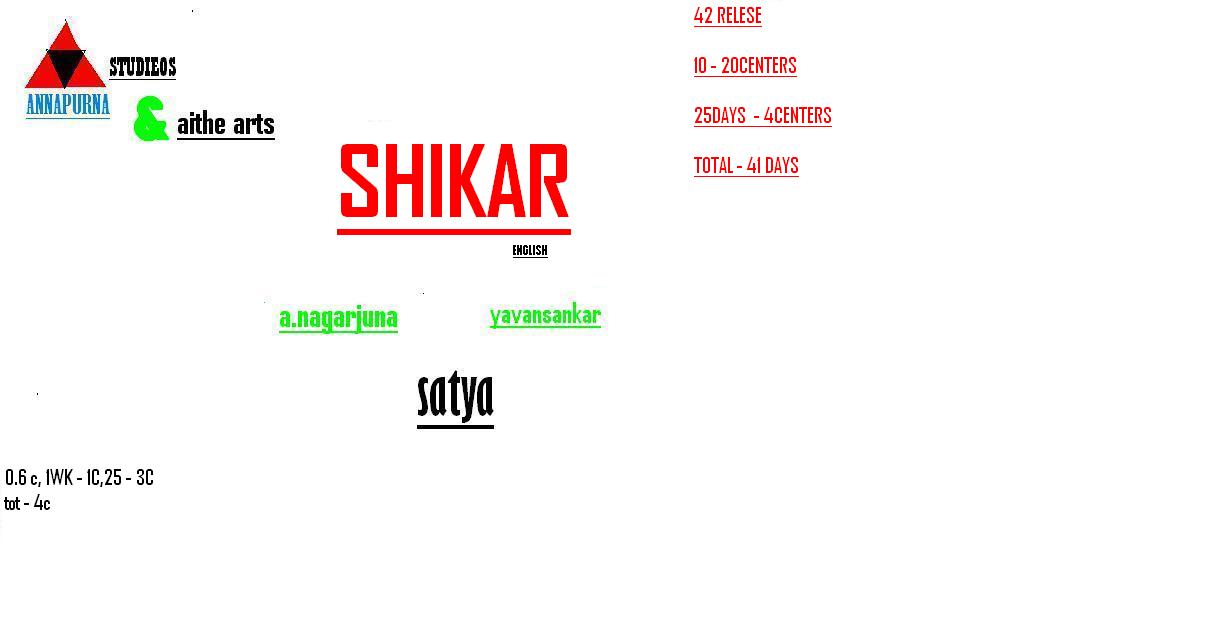 STUDIEOS
ANNAPURNA
& aithe arts
SHIKAR
ENGLISH
a.nagarjuna
yavansankar
satya
0.6 c, 1WK - 1C,25 - 3C
tot - 4c
42 RELESE
10 - 20CENTERS
25DAYS - 4CENTERS
TOTAL - 41 DAYS